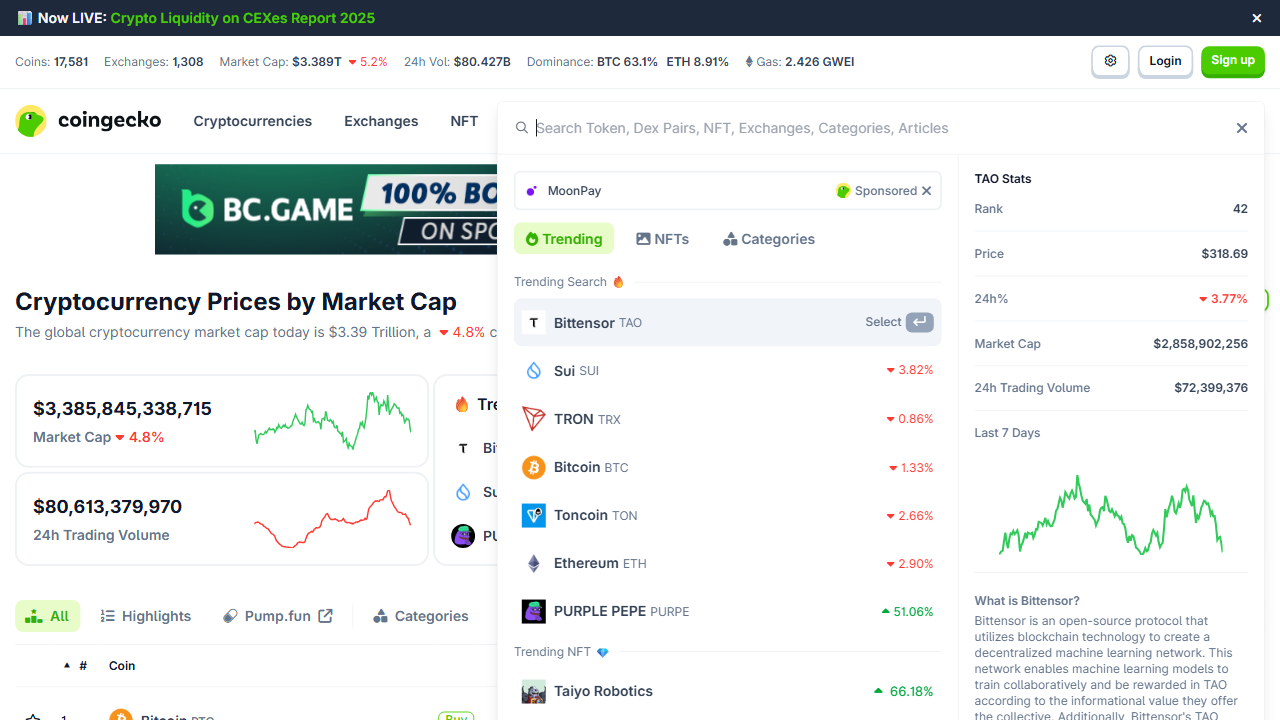 Now LIVE: Crypto Liquidity on CEXes Report 2025
Coins: 17,581 Exchanges: 1,308 Market Cap: $3.389T 5.2% 24h Vol: $80.427B Dominance: BTC 63.1% ETH 8.91% Gas: 2.426 GWEI
Login
Sign up
coingecko
Cryptocurrencies
Exchanges
NFT
Search Token, Dex Pairs, NFT, Exchanges, Categories, Articles
BC.GAME
100% BO
ON SPO
MoonPay
Sponsored
Trending
NFTs
Categories
Trending Search
Bittensor TAO
Select
Sui SUI
3.82%
TRON TRX
0.86%
Bitcoin BTC
1.33%
Toncoin TON
2.66%
Ethereum ETH
2.90%
PURPLE PEPE PURPE
51.06%
Trending NFT
Taiyo Robotics
66.18%
TAO Stats
Rank 42
Price $318.69
24h% 3.77%
Market Cap $2,858,902,256
24h Trading Volume $72,399,376
Last 7 Days
What is Bittensor?
Bittensor is an open-source protocol that
utilizes blockchain technology to create a
decentralized machine learning network. This
network enables machine learning models to
train collaboratively and be rewarded in TAO
according to the informational value they offer
the collective. Additionally, Bittensor's TAO
Cryptocurrency Prices by Market Cap
The global cryptocurrency market cap today is $3.39 Trillion, a 4.8% c
$3,385,845,338,715
Market Cap 4.8%
$80,613,379,970
24h Trading Volume
Tre
T Bi
Su
PU
All
Highlights
Pump.fun
Categories
# Coin
1 Bitcoin BTC Buy